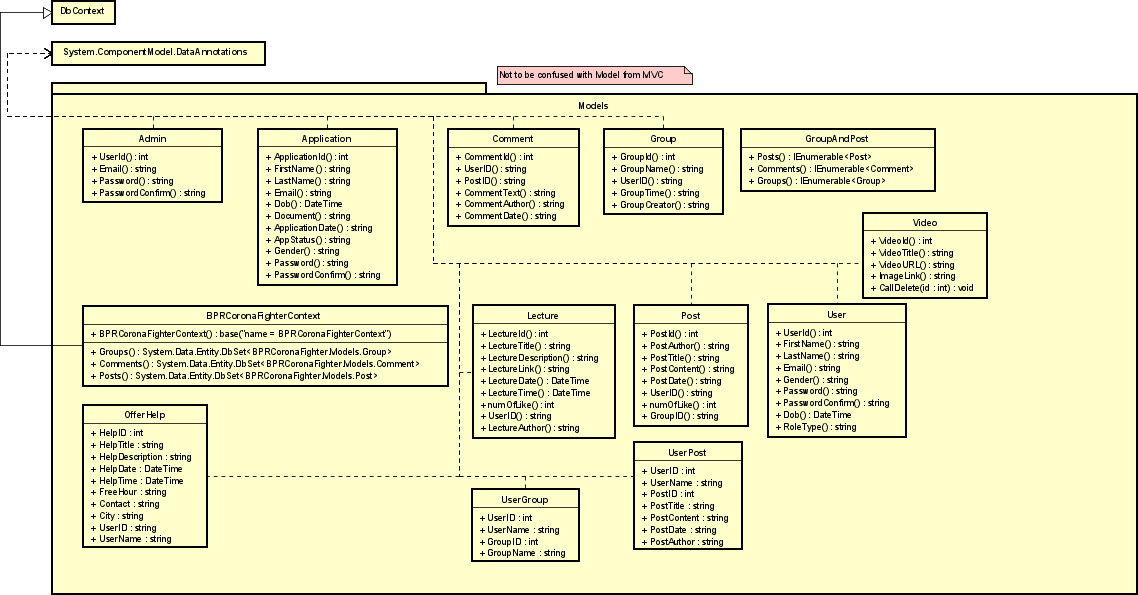 DbContext
System.ComponentModel.DataAnnotations
Not to be confused with Model from MVC
Models
Admin
+ UserId() : int
+ Email() : string
+ Password() : string
+ PasswordConfirm() : string
Application
+ ApplicationId() : int
+ FirstName() : string
+ LastName() : string
+ Email() : string
+ Dob() : DateTime
+ Document() : string
+ ApplicationDate() : string
+ AppStatus() : string
+ Gender() : string
+ Password() : string
+ PasswordConfirm() : string
Comment
+ CommentId() : int
+ UserID() : string
+ PostID() : string
+ CommentText() : string
+ CommentAuthor() : string
+ CommentDate() : string
Group
+ GroupId() : int
+ GroupName() : string
+ UserID() : string
+ GroupTime() : string
+ GroupCreator() : string
GroupAndPost
+ Posts() : IEnumerable<Post>
+ Comments() : IEnumerable<Comment>
+ Groups() : IEnumerable<Group>
Video
+ VideoId() : int
+ VideoTitle() : string
+ VideoURL() : string
+ ImageLink() : string
+ CallDelete(id : int) : void
BPRCoronaFighterContext
+ BPRCoronaFighterContext() : base("name = BPRCoronaFighterContext")
+ Groups() : System.Data.Entity.DbSet<BPRCoronaFighter.Models.Group>
+ Comments() : System.Data.Entity.DbSet<BPRCoronaFighter.Models.Comment>
+ Posts() : System.Data.Entity.DbSet<BPRCoronaFighter.Models.Post>
Lecture
+ LectureId() : int
+ LectureTitle() : string
+ LectureDescription() : string
+ LectureLink() : string
+ LectureDate() : DateTime
+ LectureTime() : DateTime
+ numOfLike() : int
+ UserID() : string
+ LectureAuthor() : string
Post
+ PostId() : int
+ PostAuthor() : string
+ PostTitle() : string
+ PostContent() : string
+ PostDate() : string
+ UserID() : string
+ numOfLike() : int
+ GroupID() : string
User
+ UserId() : int
+ FirstName() : string
+ LastName() : string
+ Email() : string
+ Gender() : string
+ Password() : string
+ PasswordConfirm() : string
+ Dob() : DateTime
+ RoleType() : string
OfferHelp
+ HelpID : int
+ HelpTitle : string
+ HelpDescription : string
+ HelpDate : DateTime
+ HelpTime : DateTime
+ FreeHour : string
+ Contact : string
+ City : string
+ UserID : string
+ UserName : string
UserGroup
+ UserID : int
+ UserName : string
+ GroupID : int
+ GroupName : string
UserPost
+ UserID : int
+ UserName : string
+ PostID : int
+ PostTitle : string
+ PostContent : string
+ PostDate : string
+ PostAuthor : string